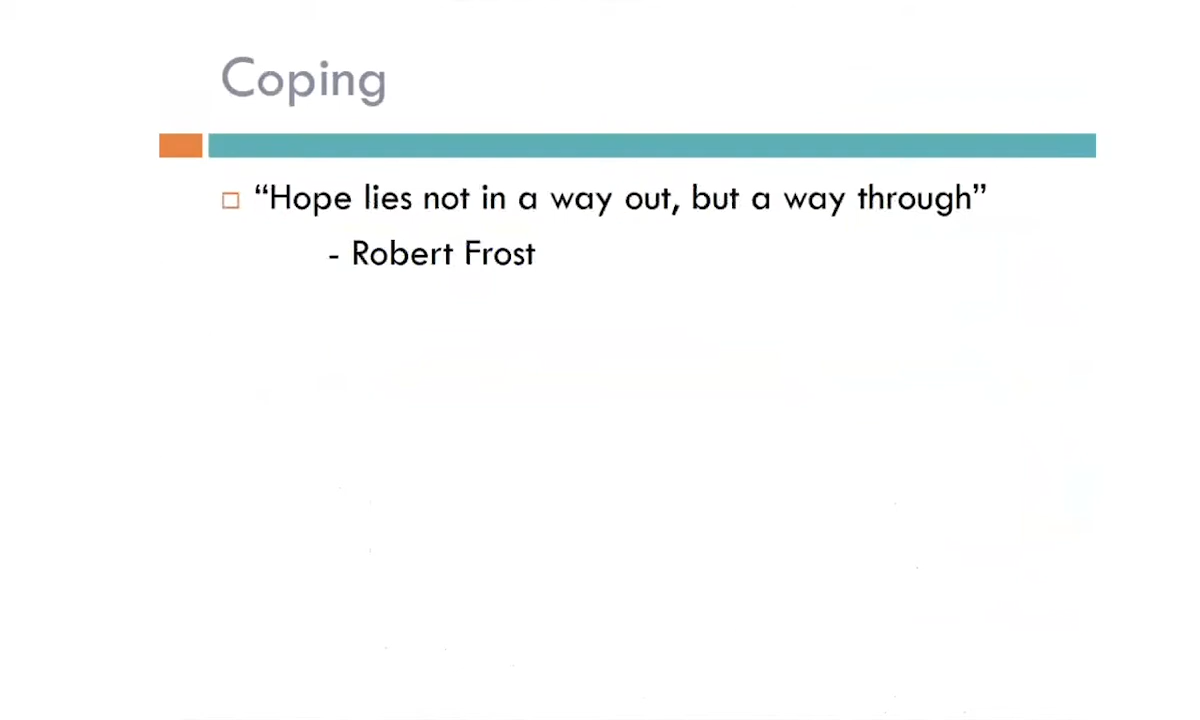 Coping
“Hope lies not in a way out, but a way through”
- Robert Frost